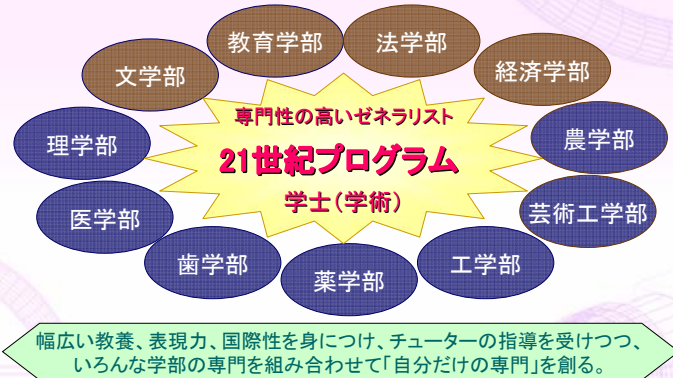 教育学部
法学部
文学部
経済学部
専門性の高いゼネラリスト
理学部
農学部
21世紀プログラム
学士(学術)
医学部
芸術工学部
歯学部
工学部
薬学部
幅広い教養、表現力、国際性を身につけ、チューターの指導を受けつつ、
いろんな学部の専門を組み合わせて「自分だけの専門」を創る。